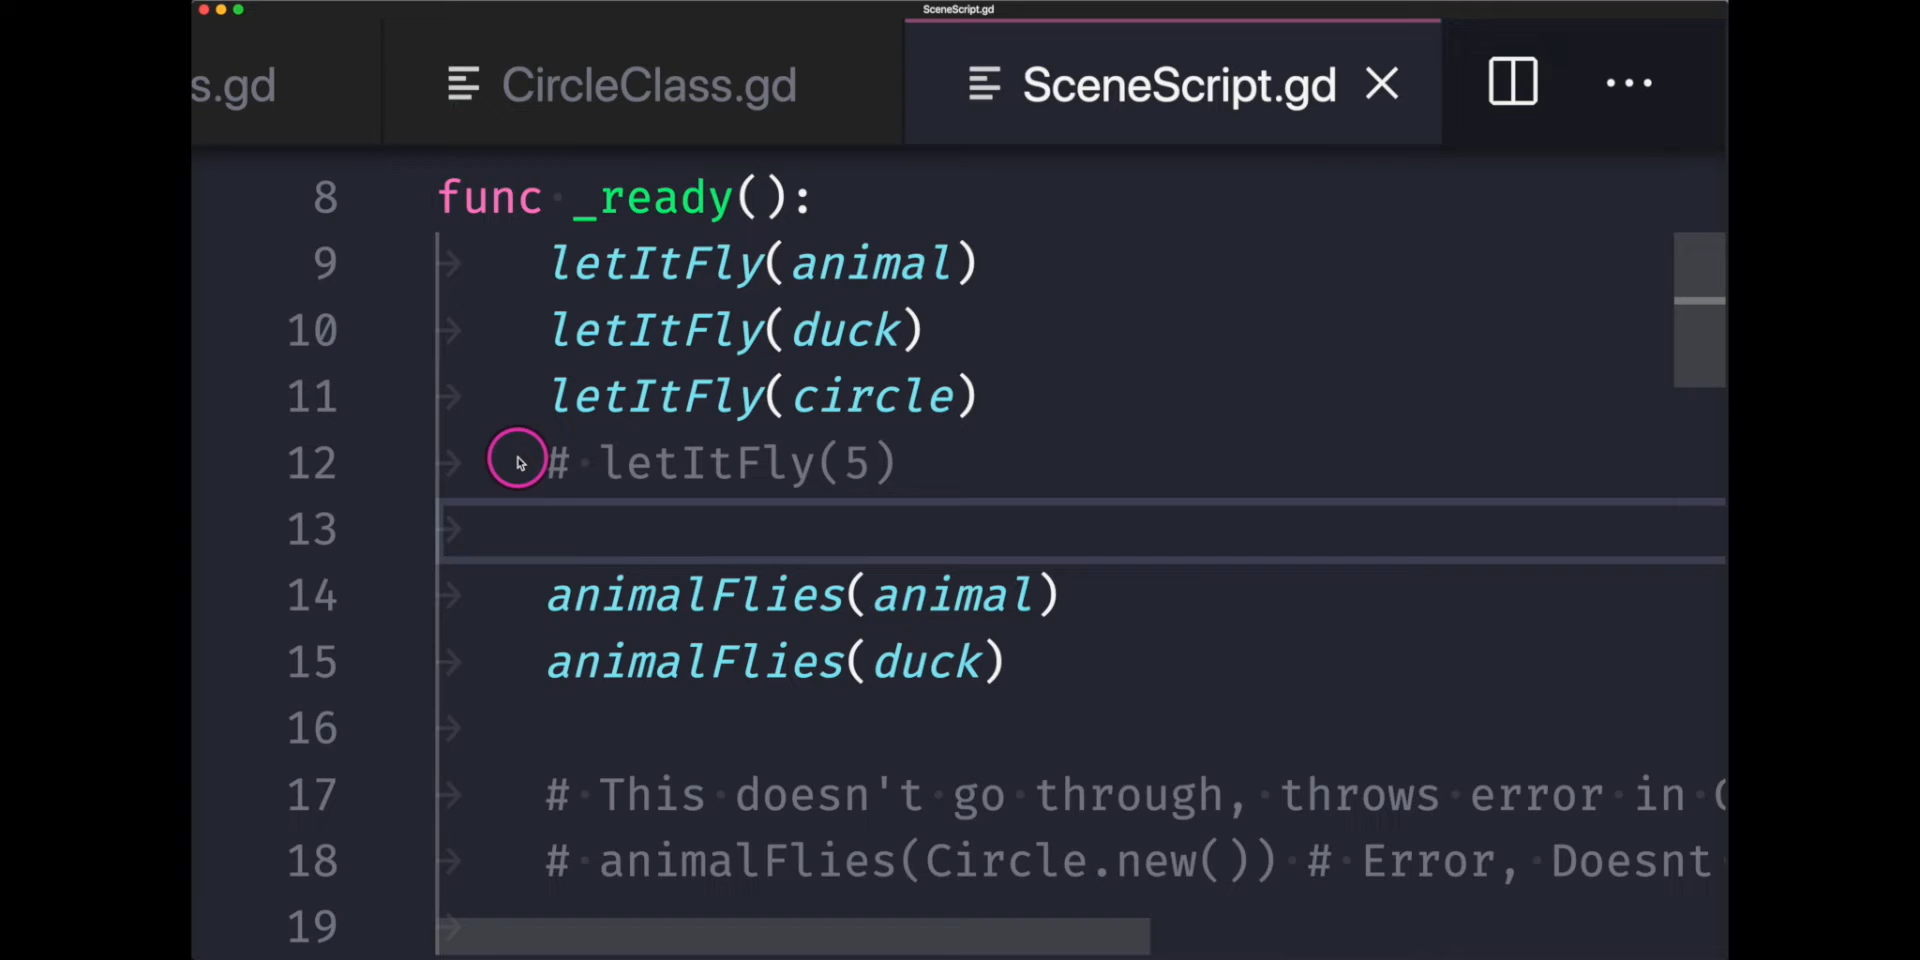 SceneScript.gd
s.gd CircleClass.gd SceneScript.gd
8 func _ready():
9 letItFly(animal)
10 letItFly(duck)
11 letItFly(circle)
12 # letItFly(5)
13
14 animalFlies(animal)
15 animalFlies(duck)
16
17 # This doesn't go through, throws error in
18 # animalFlies(Circle.new()) # Error, Doesnt
19